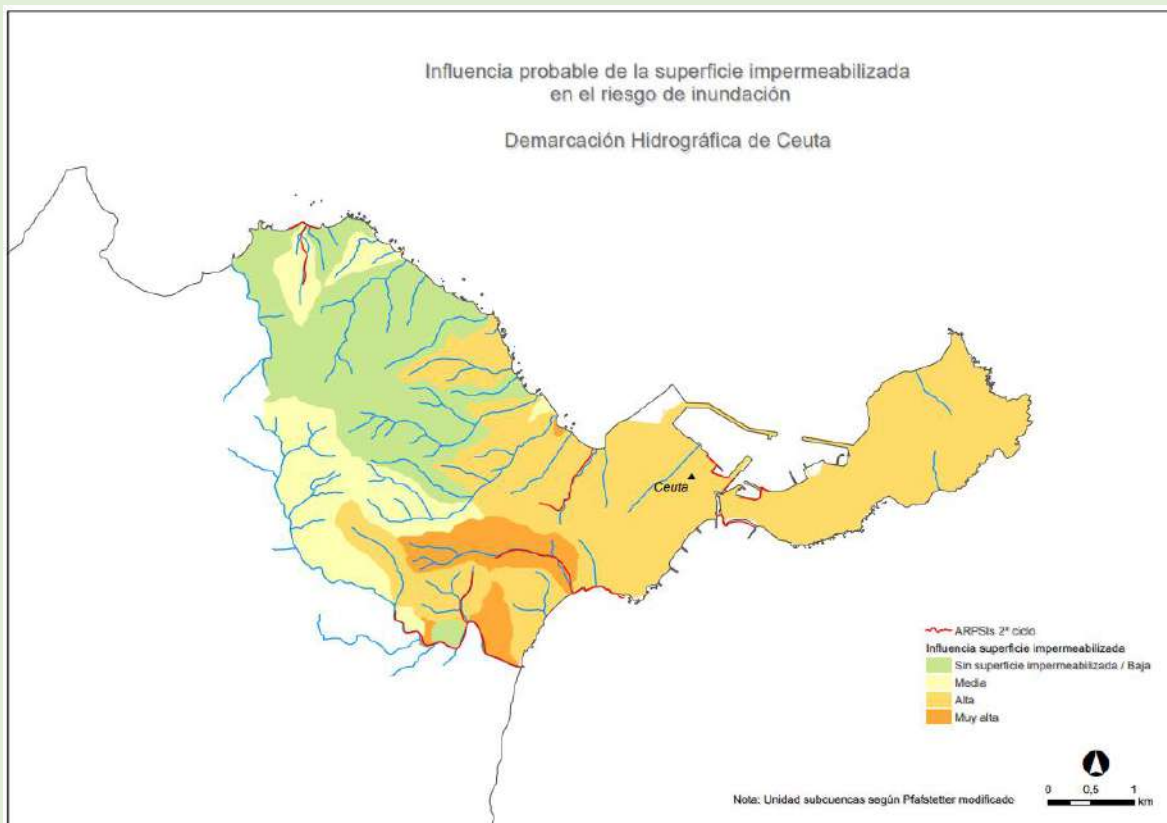 Influencia probable de la superficie impermeabilizada
en el riesgo de inundación
Demarcación Hidrográfica de Ceuta
Ceuta
ARPSIs 2º ciclo
Influencia superficie impermeabilizada
Sin superficie impermeabilizada / Baja
Media
Alta
Muy alta
Nota: Unidad subcuencas según Pfafstetter modificado
0 0,5 1
km